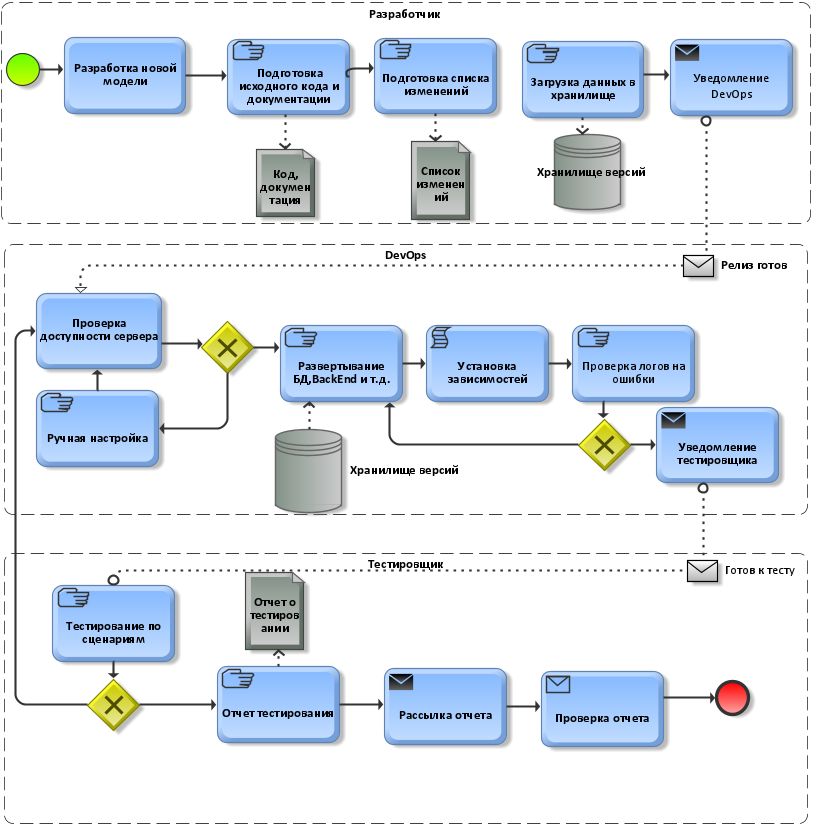 Разработчик
Разработка новой
модели
Подготовка
исходного кода и
документации
Подготовка списка
изменений
Загрузка данных в
хранилище
Уведомление
DevOps
Код,
докумен
тация
Список
изменен
ий
Хранилище версий
DevOps
Релиз готов
Проверка
доступности сервера
Развертывание
БД,BackEnd и т.д.
Установка
зависимостей
Проверка логов на
ошибки
Ручная настройка
Хранилище версий
Уведомление
тестировщика
Тестировщик
Готов к тесту
Тестирование по
сценариям
Отчет о
тестиров
ании
Отчет тестирования
Рассылка отчета
Проверка отчета